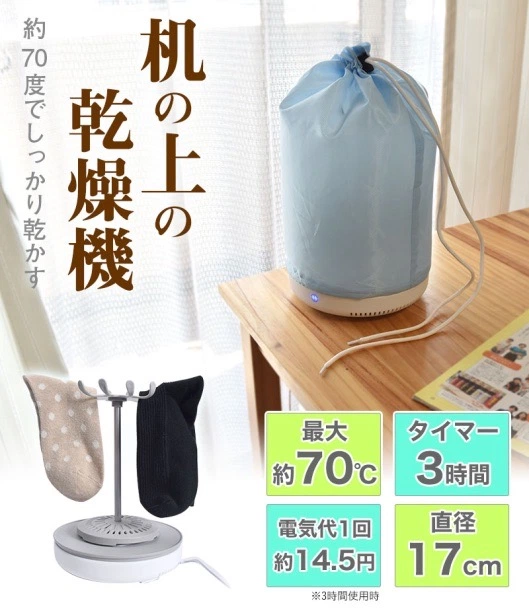 机の上の
乾燥機
約70度でしっかり乾かす
最大
約70℃
タイマー
3時間
電気代1回
約14.5円
※3時間使用時
直径
17cm